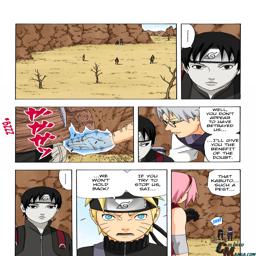 WELL,
YOU DON'T
APPEAR TO
HAVE
BETRAYED
US...
...I'LL GIVE
YOU THE
BENEFIT
OF THE
DOUBT.
THAT
KABUTO...
SUCH A
PEST...
IF YOU
TRY TO
STOP US,
SAI...
...WE
WON'T
HOLD
BACK!